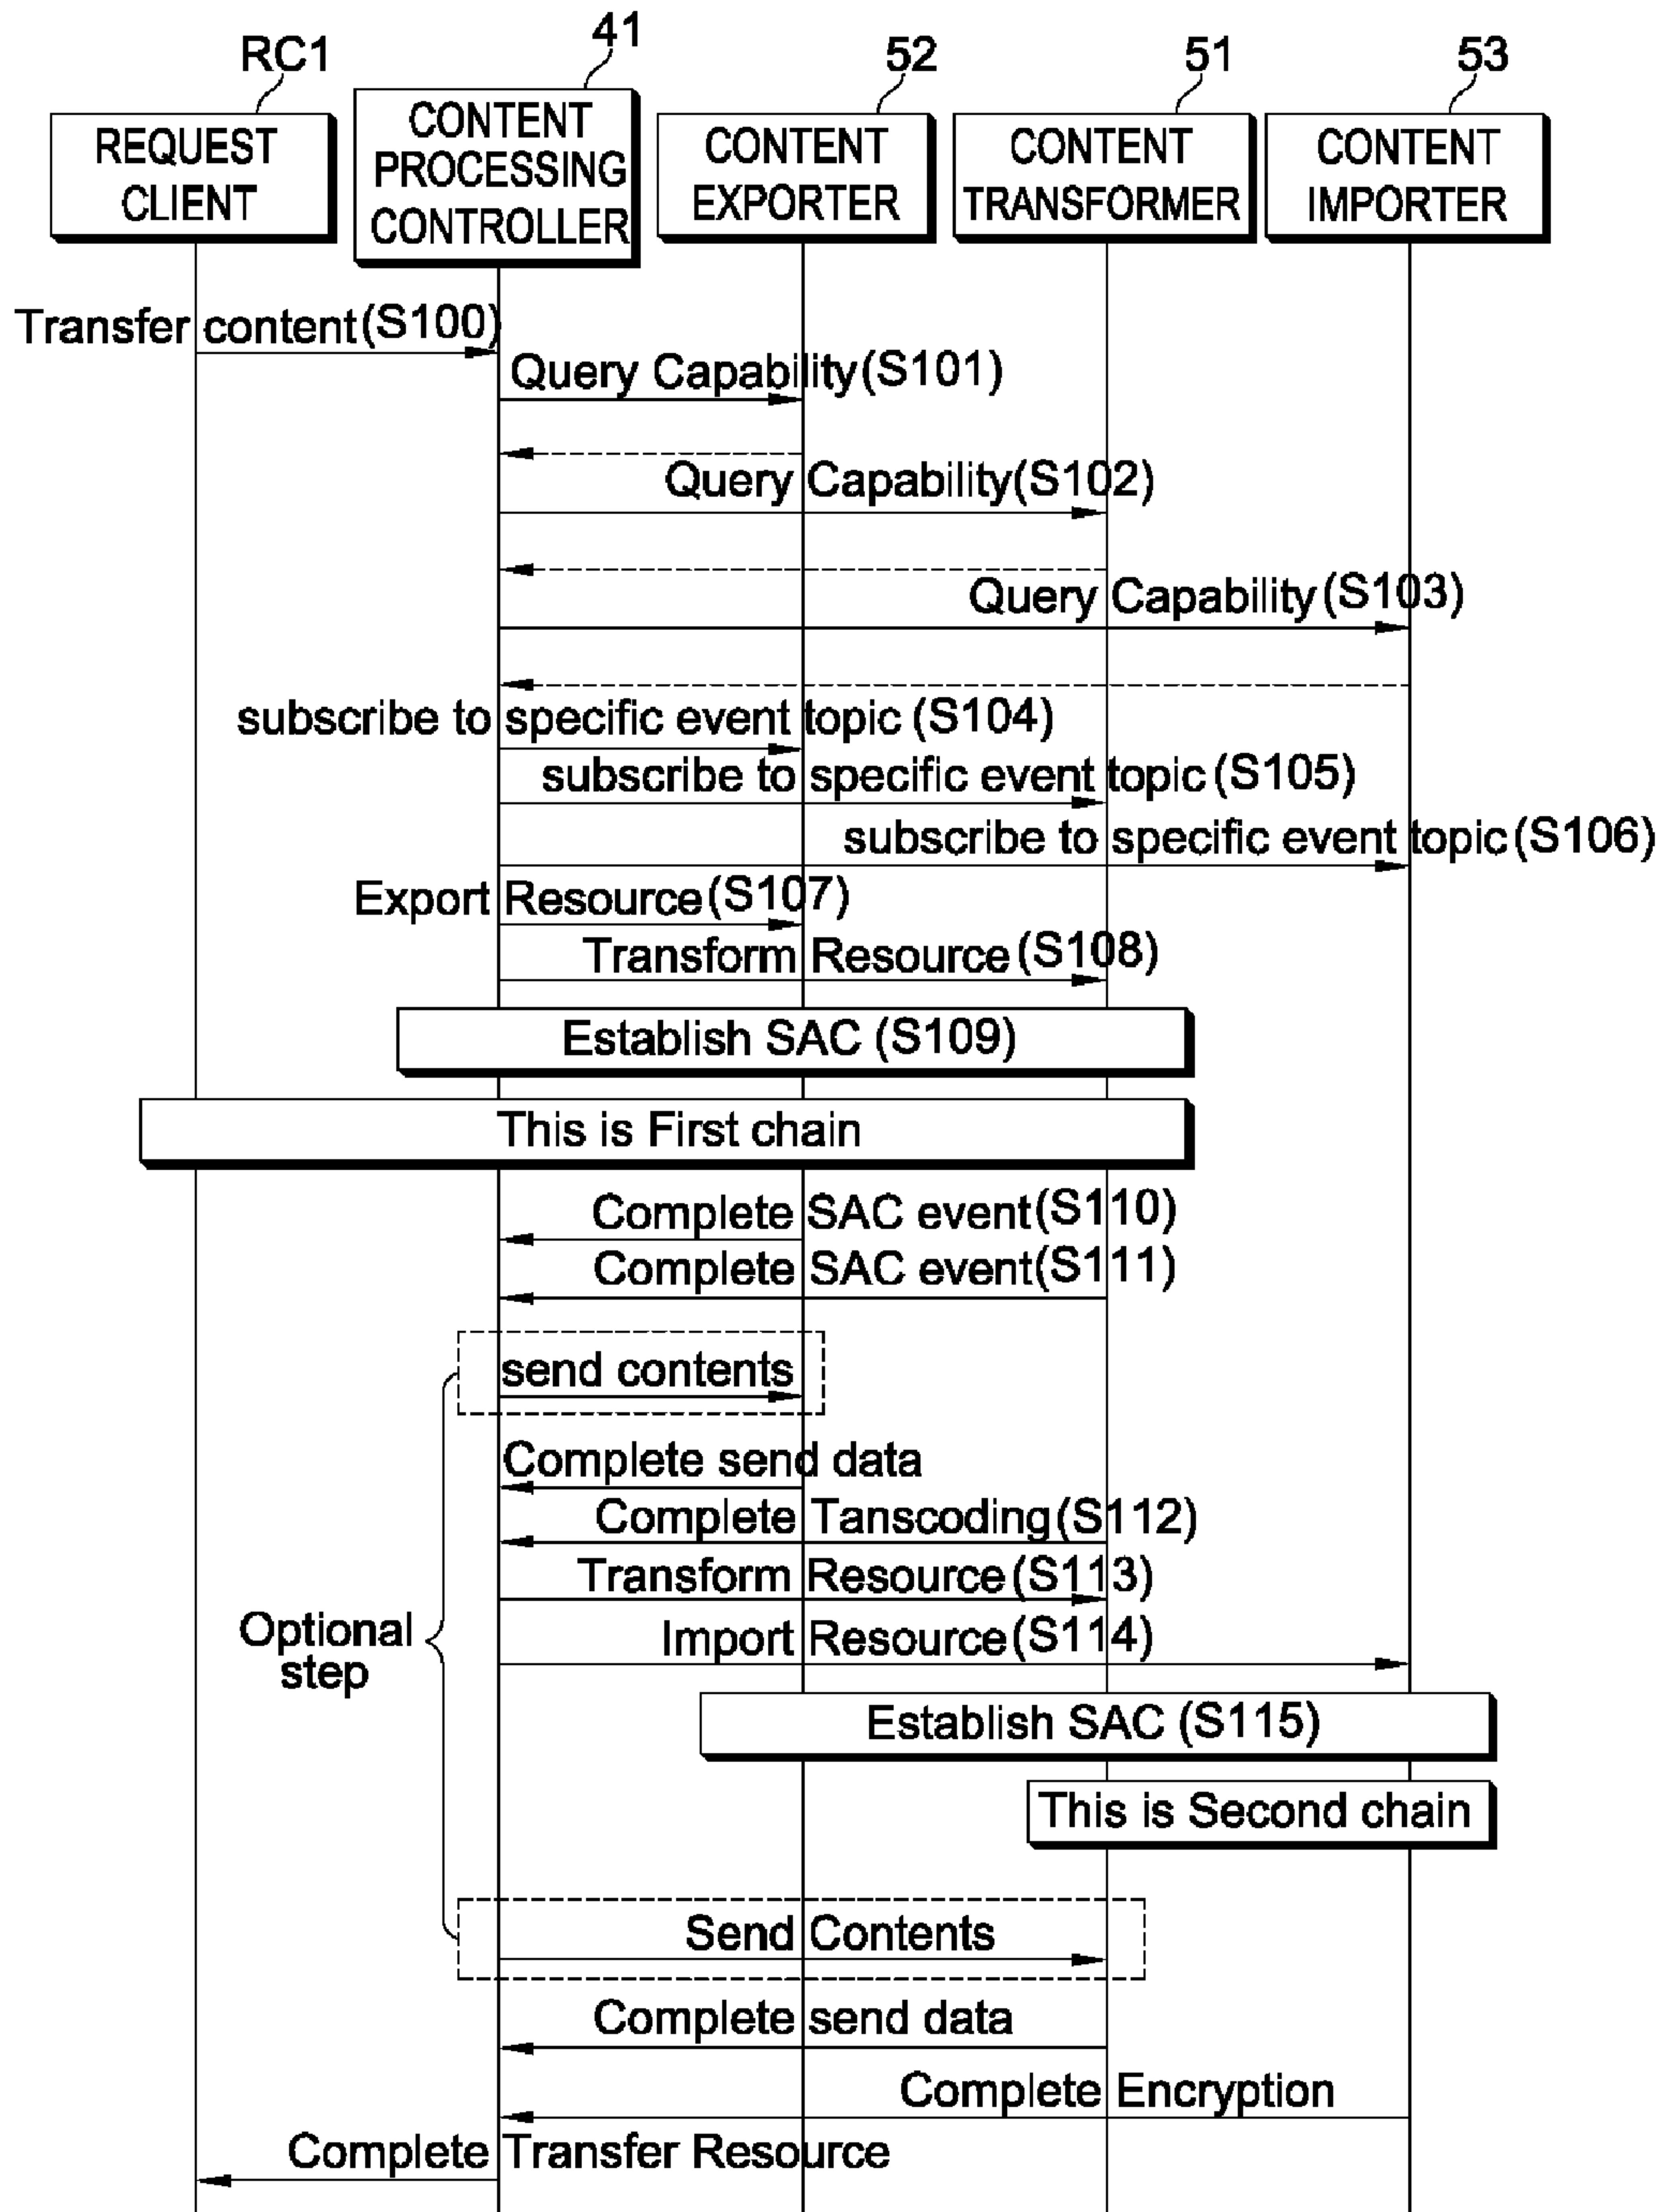 RC1
41
52
51
53
REQUEST
CLIENT
CONTENT
PROCESSING
CONTROLLER
CONTENT
EXPORTER
CONTENT
TRANSFORMER
CONTENT
IMPORTER
Transfer content(S100)
Query Capability(S101)
Query Capability(S102)
Query Capability(S103)
subscribe to specific event topic (S104)
subscribe to specific event topic (S105)
subscribe to specific event topic (S106)
Export Resource(S107)
Transform Resource(S108)
Establish SAC (S109)
This is First chain
Complete SAC event(S110)
Complete SAC event(S111)
send contents
Complete send data
Complete Tanscoding(S112)
Transform Resource(S113)
Import Resource(S114)
Optional
step
Establish SAC (S115)
This is Second chain
Send Contents
Complete send data
Complete Encryption
Complete Transfer Resource